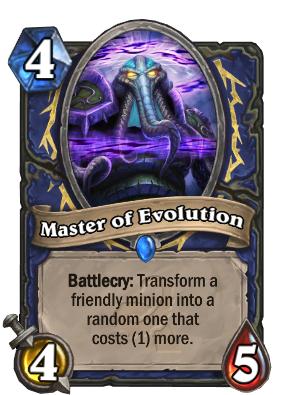 4
Master of Evolution
Battlecry: Transform a
friendly minion into a
random one that
costs (1) more.
4
5